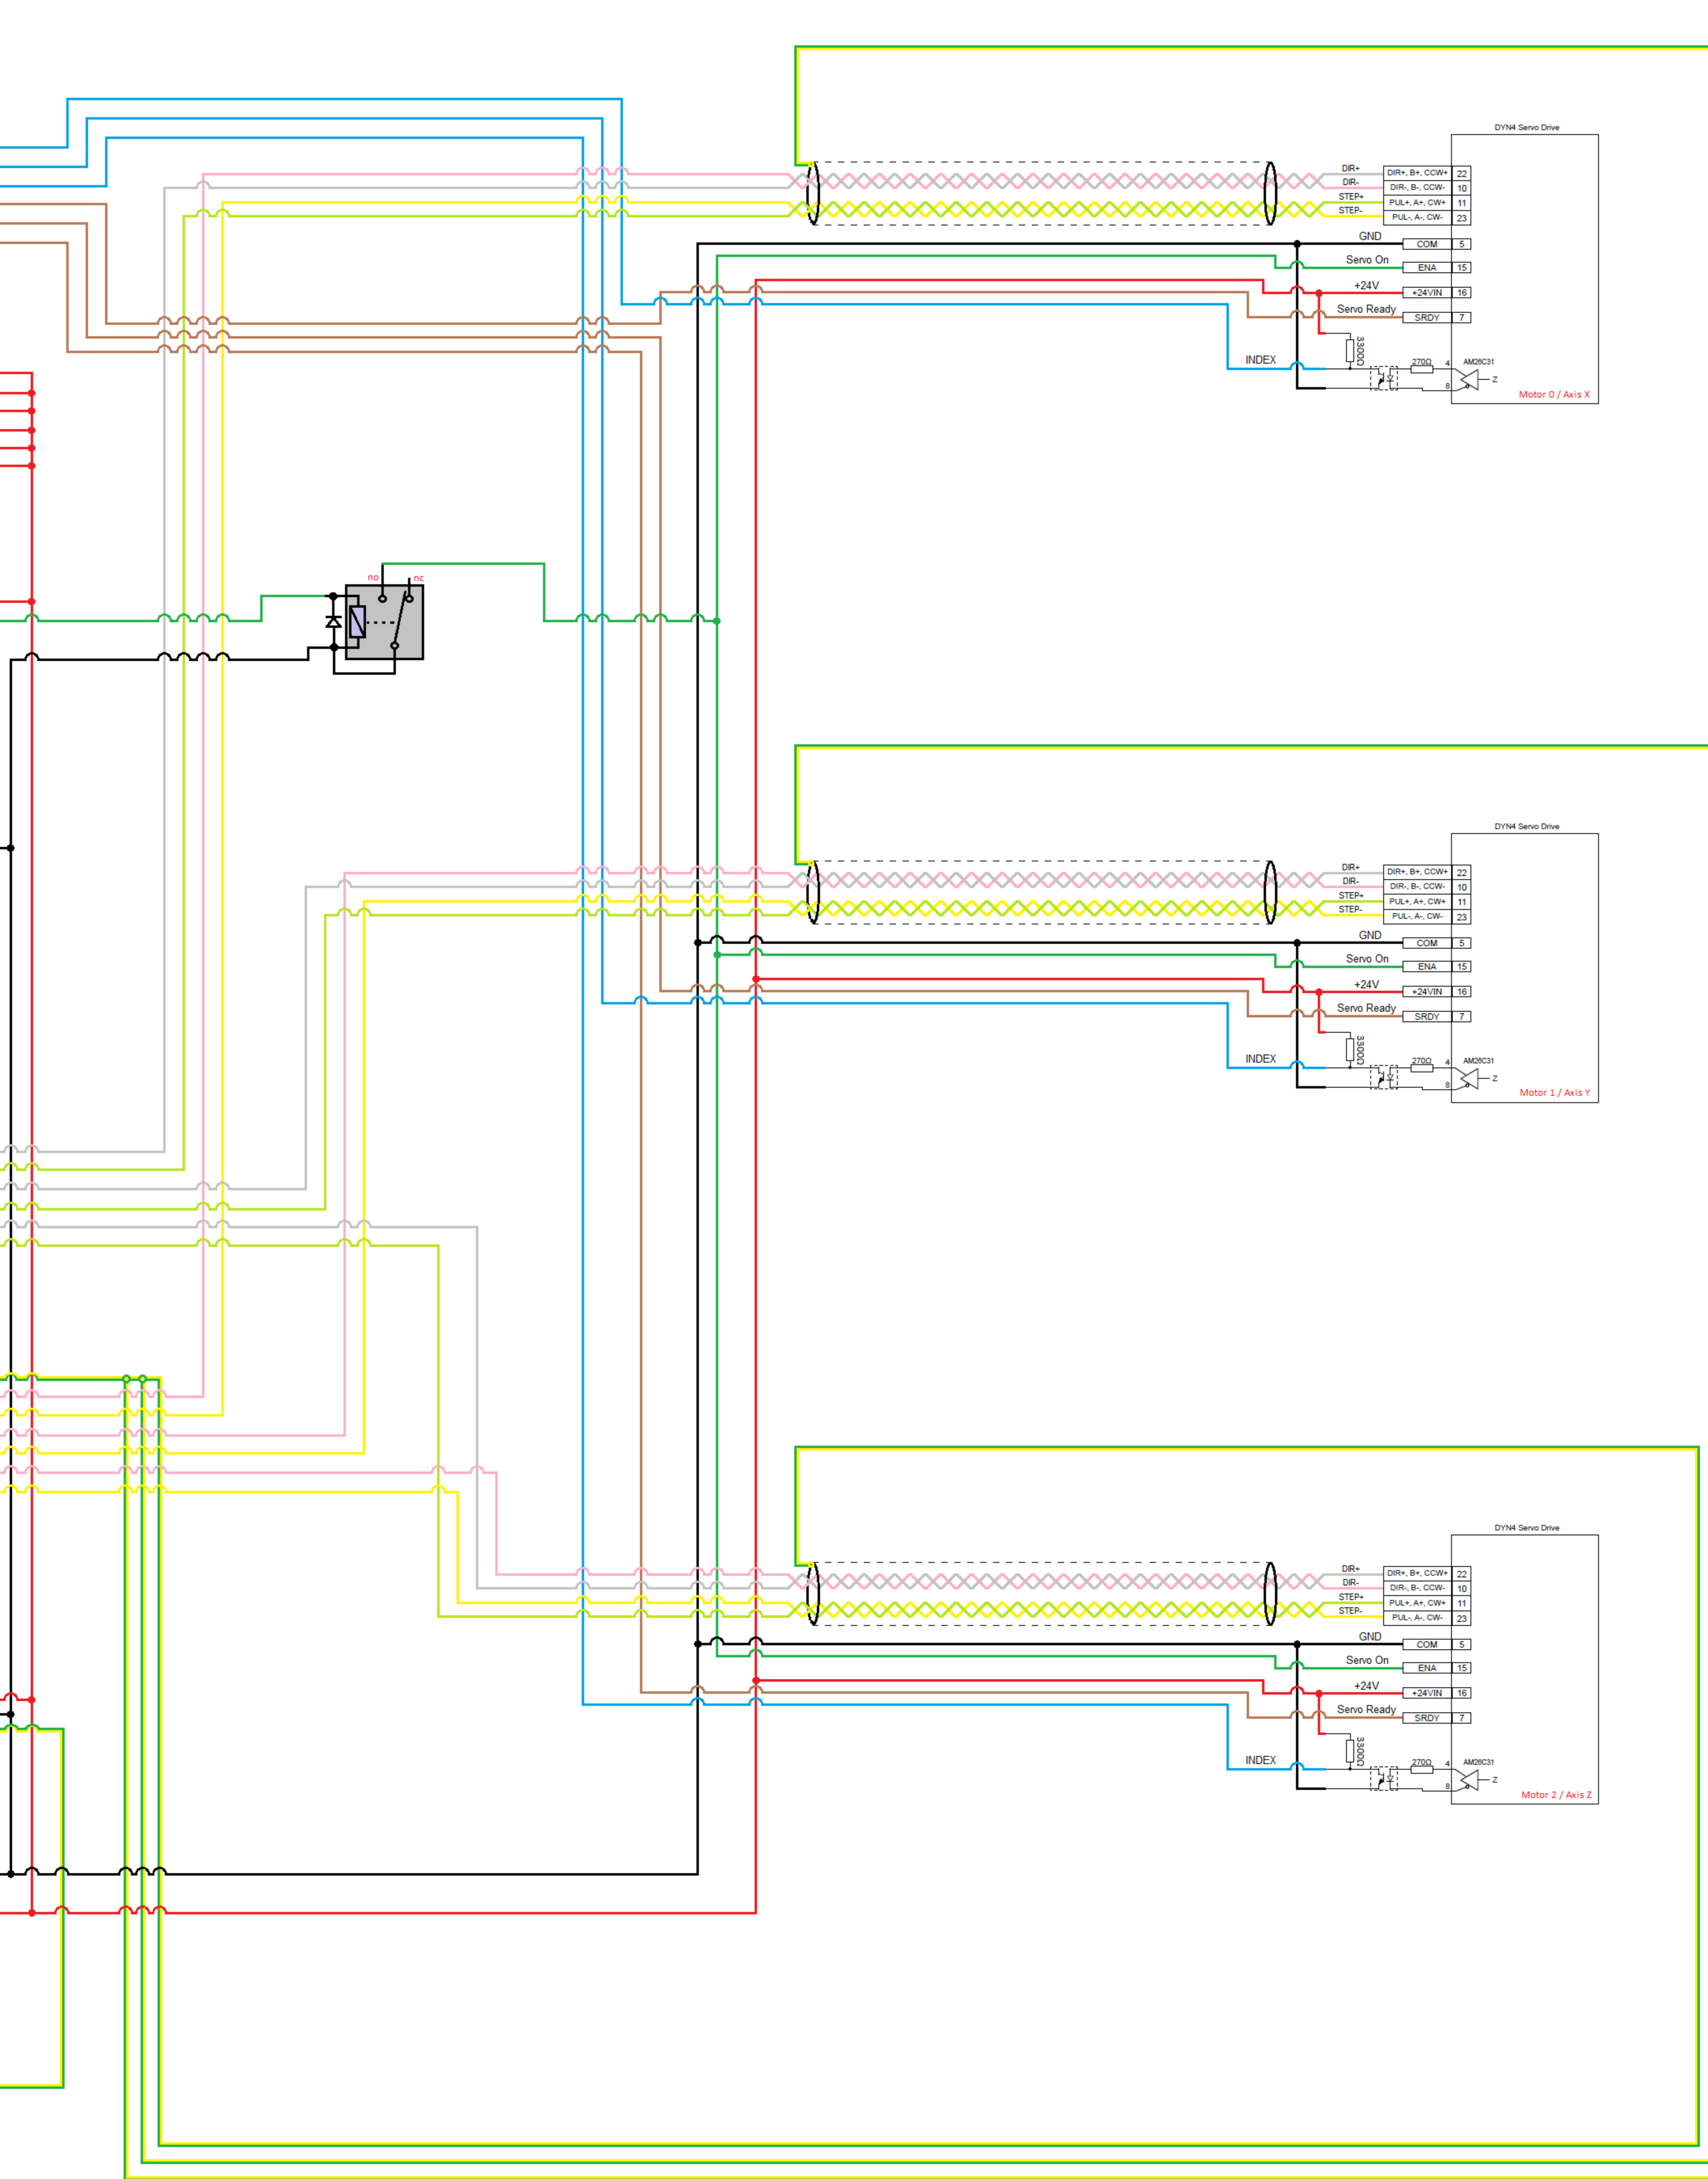 DYN4 Servo Drive
DIR+ DIR+, B+, CCW+ 22
DIR- DIR-, B-, CCW- 10
STEP+ PUL+, A+, CW+ 11
STEP- PUL-, A-, CW- 23
GND COM 5
Servo On ENA 15
+24V +24VIN 16
Servo Ready SRDY 7
3300Ω
INDEX 270Ω 4 AM26C31
Z
8
Motor 0 / Axis X
no nc
DYN4 Servo Drive
DIR+ DIR+, B+, CCW+ 22
DIR- DIR-, B-, CCW- 10
STEP+ PUL+, A+, CW+ 11
STEP- PUL-, A-, CW- 23
GND COM 5
Servo On ENA 15
+24V +24VIN 16
Servo Ready SRDY 7
3300Ω
INDEX 270Ω 4 AM26C31
Z
8
Motor 1 / Axis Y
DYN4 Servo Drive
DIR+ DIR+, B+, CCW+ 22
DIR- DIR-, B-, CCW- 10
STEP+ PUL+, A+, CW+ 11
STEP- PUL-, A-, CW- 23
GND COM 5
Servo On ENA 15
+24V +24VIN 16
Servo Ready SRDY 7
3300Ω
INDEX 270Ω 4 AM26C31
Z
8
Motor 2 / Axis Z